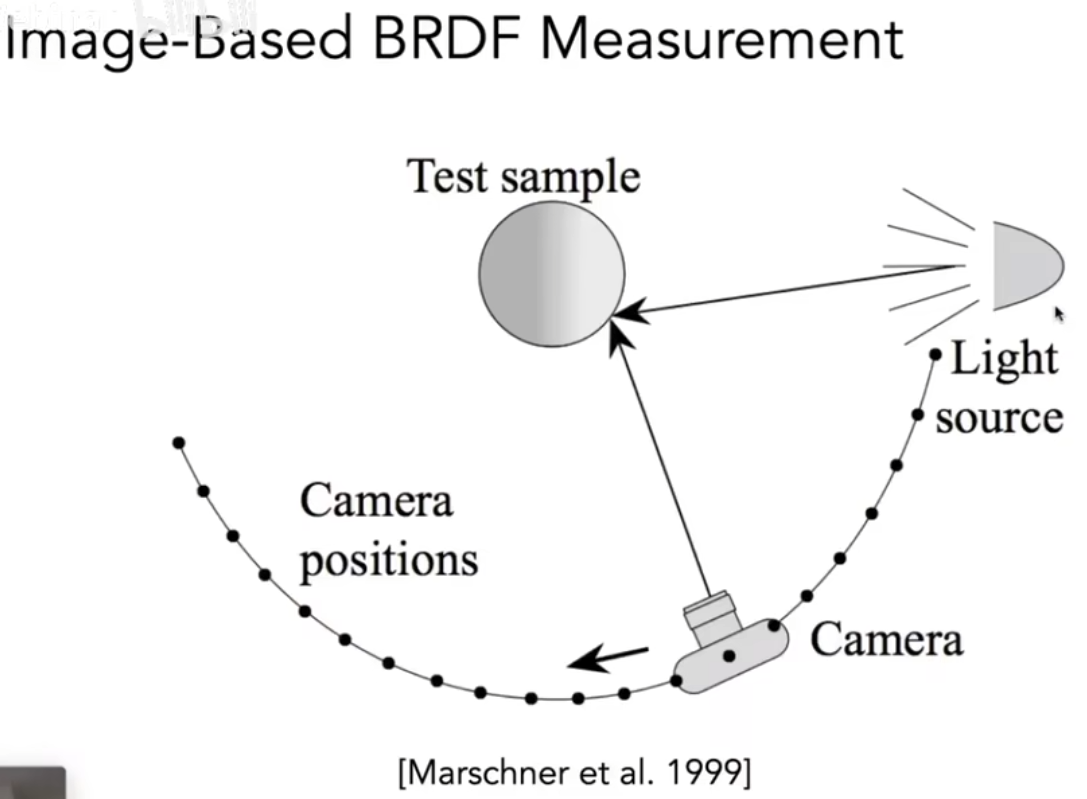 Image-Based BRDF Measurement
Test sample
Light
source
Camera
positions
Camera
[Marschner et al. 1999]